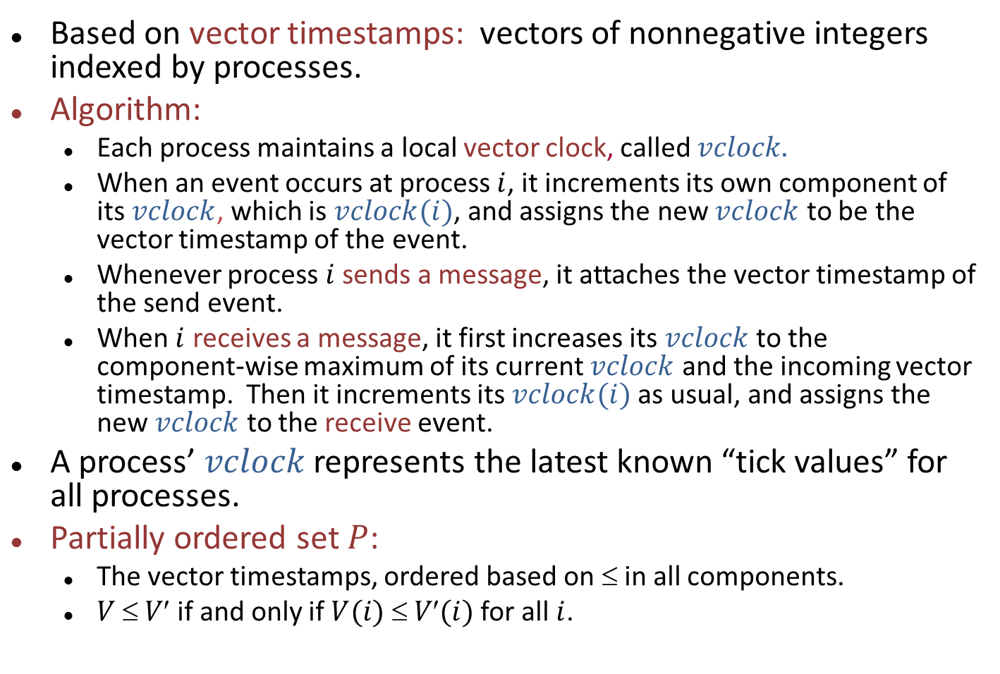 • Based on vector timestamps: vectors of nonnegative integers
indexed by processes.
• Algorithm:
• Each process maintains a local vector clock, called vclock.
• When an event occurs at process i, it increments its own component of
its vclock, which is vclock(i), and assigns the new vclock to be the
vector timestamp of the event.
• Whenever process i sends a message, it attaches the vector timestamp of
the send event.
• When i receives a message, it first increases its vclock to the
component-wise maximum of its current vclock and the incoming vector
timestamp. Then it increments its vclock(i) as usual, and assigns the
new vclock to the receive event.
• A process’ vclock represents the latest known “tick values” for
all processes.
• Partially ordered set P:
• The vector timestamps, ordered based on ≤ in all components.
• V ≤ V′ if and only if V(i) ≤ V′(i) for all i.